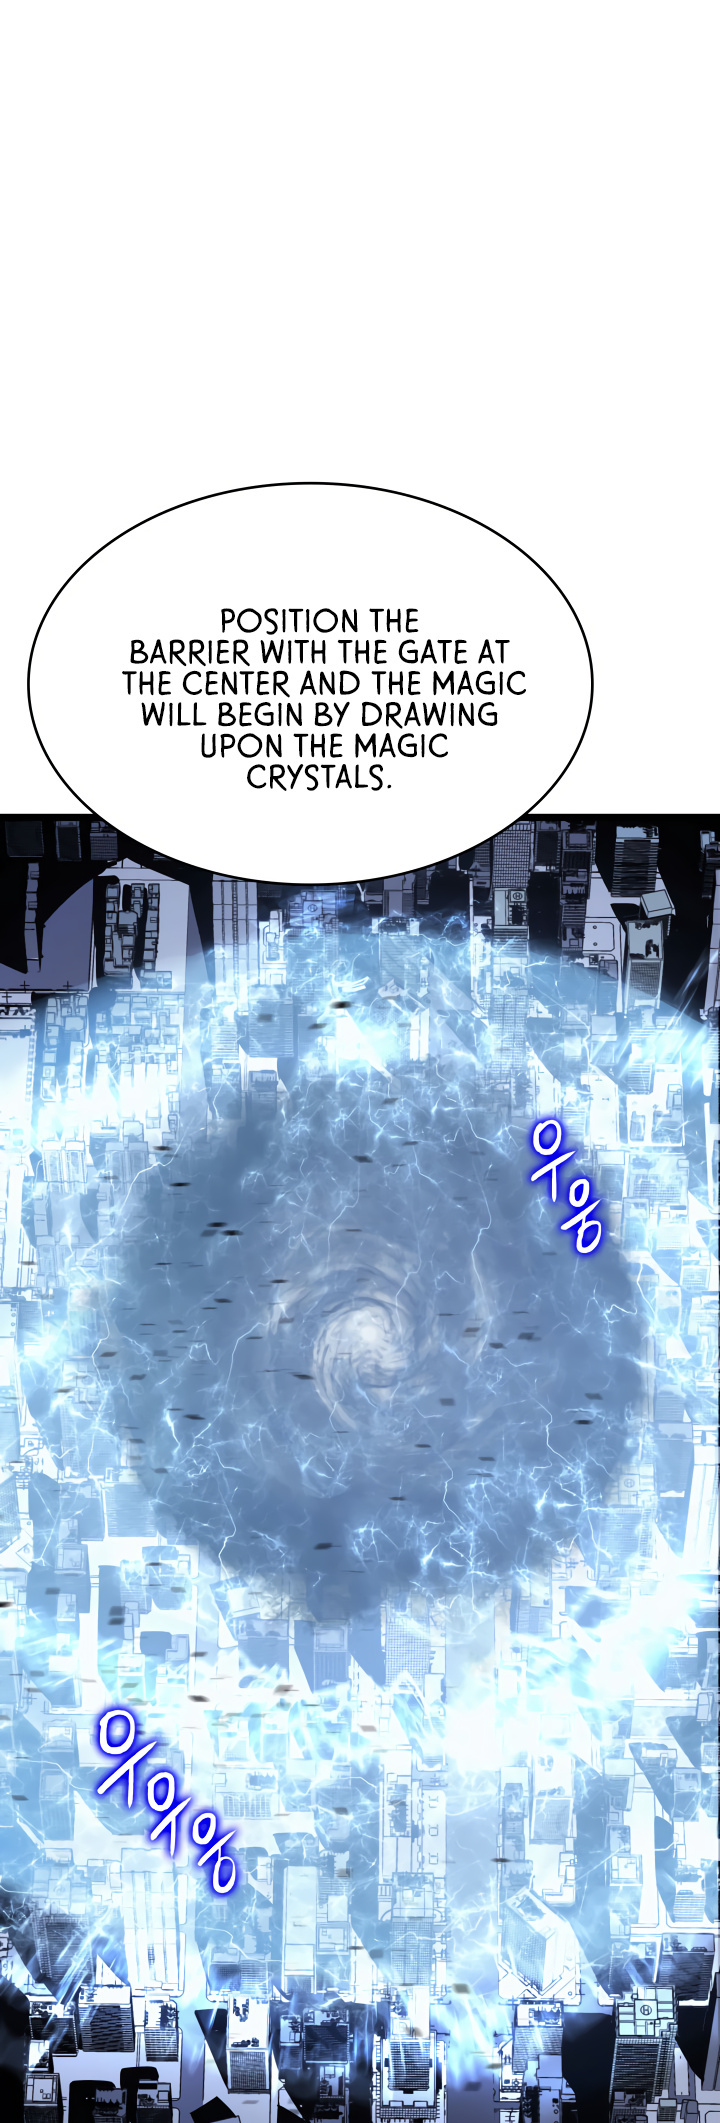 POSITION THE
BARRIER WITH THE GATE AT
THE CENTER AND THE MAGIC
WILL BEGIN BY DRAWING
UPON THE MAGIC
CRYSTALS.
우웅
우우웅